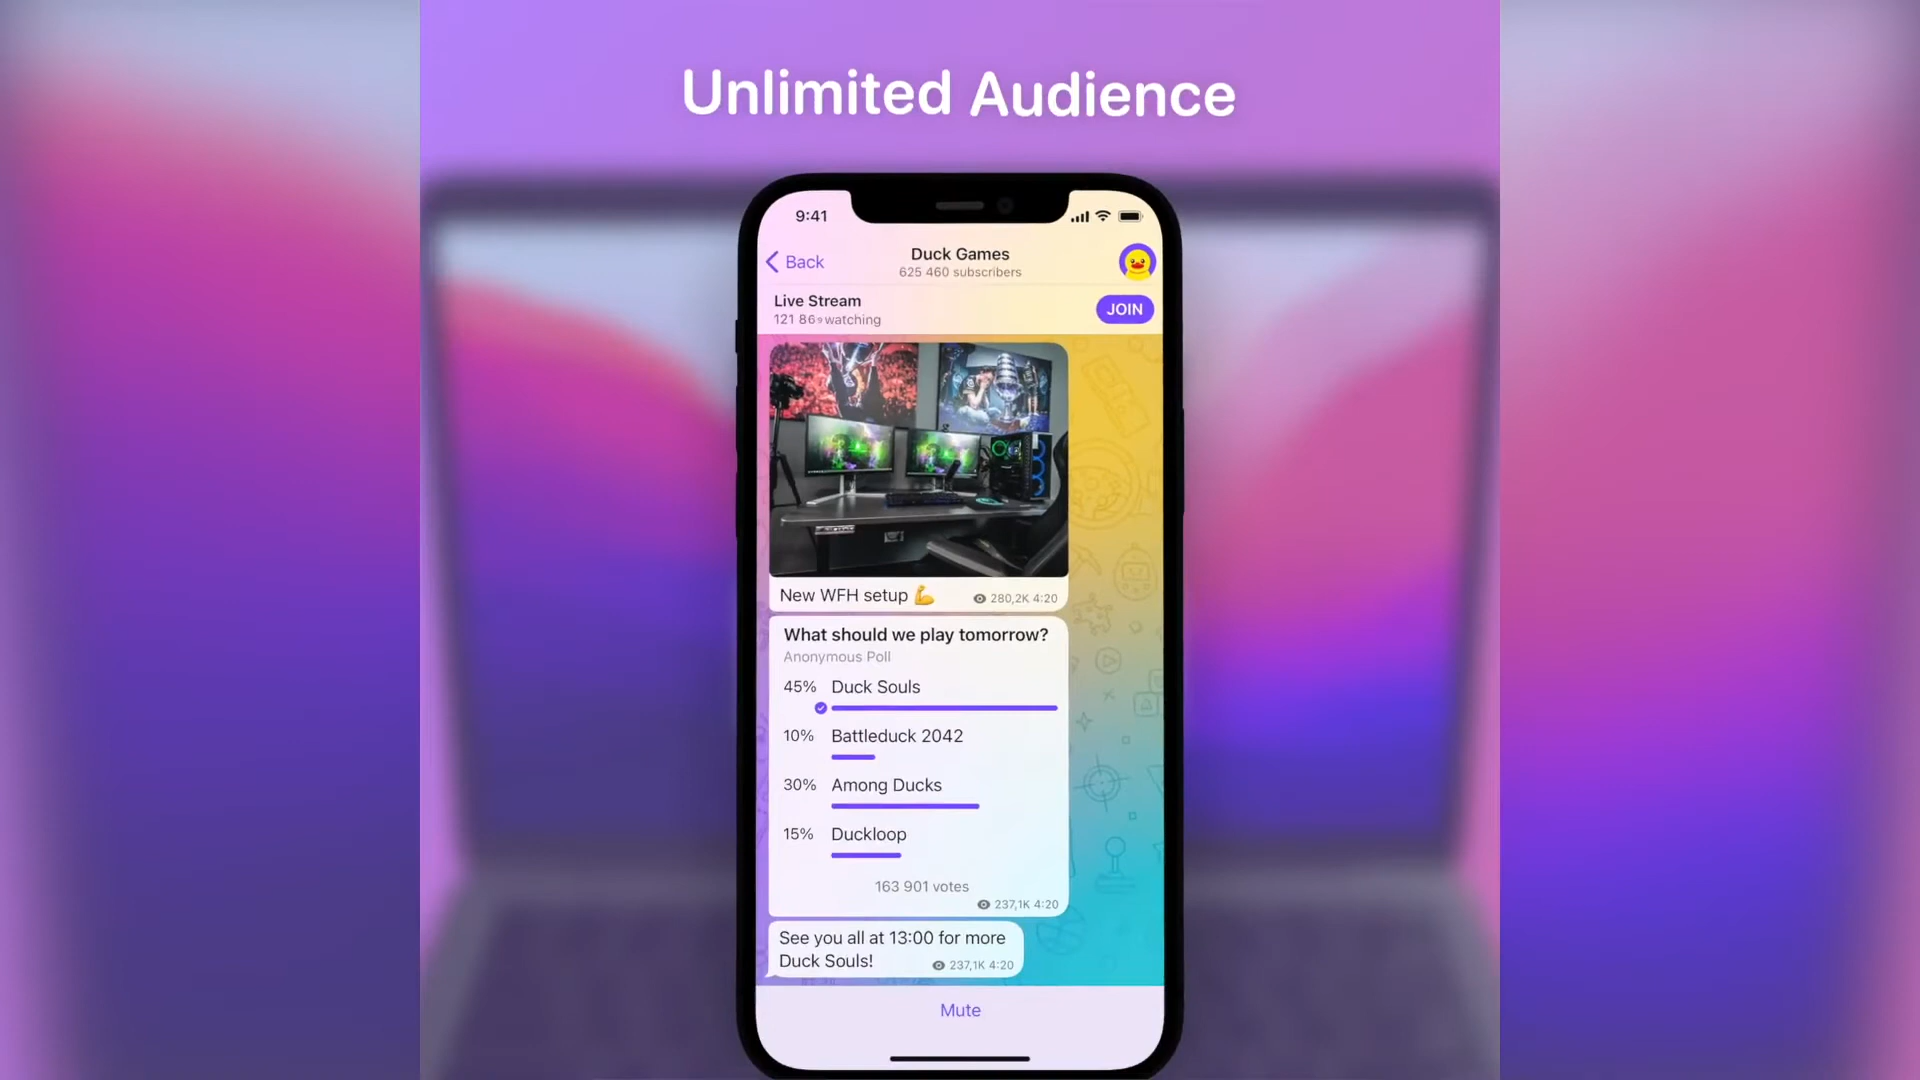 Unlimited Audience
9:41
Back
Duck Games
625 460 subscribers
Live Stream
121 869 watching
JOIN
New WFH setup 💪
280,2K 4:20
What should we play tomorrow?
Anonymous Poll
45% Duck Souls
10% Battleduck 2042
30% Among Ducks
15% Duckloop
163 901 votes
237,1K 4:20
See you all at 13:00 for more
Duck Souls!
237,1K 4:20
Mute